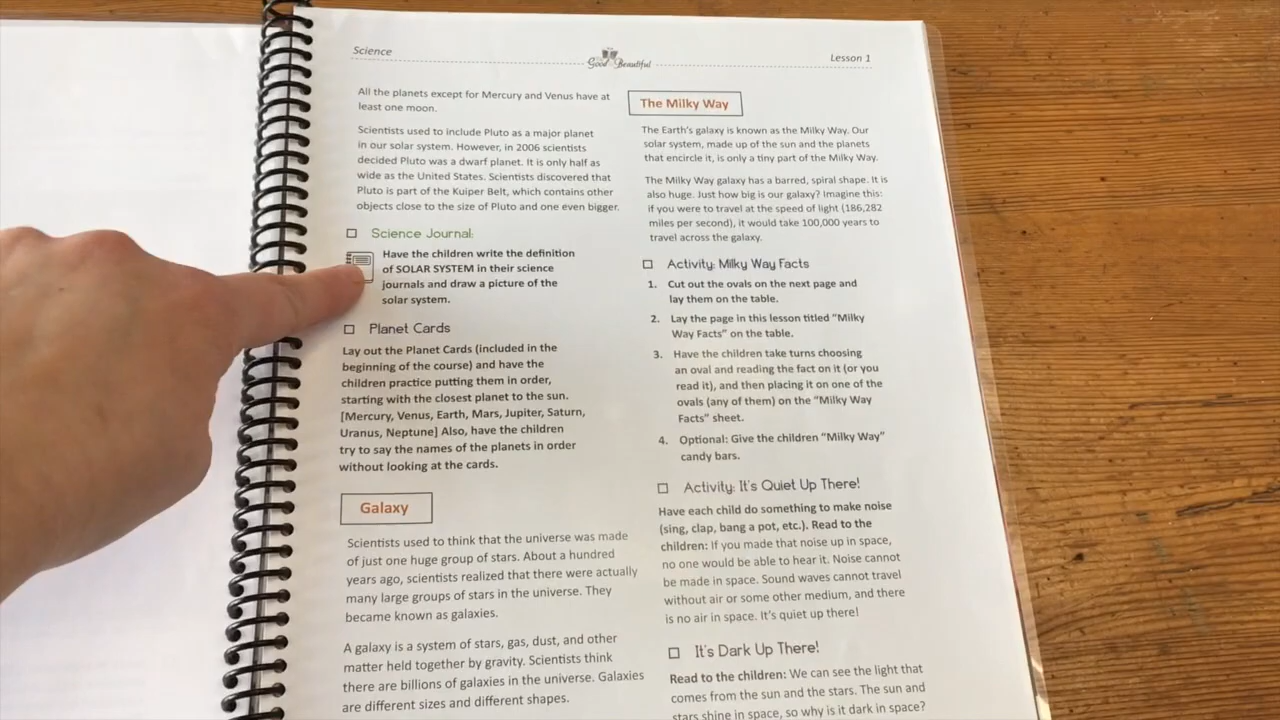 Science
Good Beautiful
Lesson 1
All the planets except for Mercury and Venus have at
least one moon.
Scientists used to include Pluto as a major planet
in our solar system. However, in 2006 scientists
decided Pluto was a dwarf planet. It is only half as
wide as the United States. Scientists discovered that
Pluto is part of the Kuiper Belt, which contains other
objects close to the size of Pluto and one even bigger.
Science Journal:
Have the children write the definition
of SOLAR SYSTEM in their science
journals and draw a picture of the
solar system.
Planet Cards
Lay out the Planet Cards (included in the
beginning of the course) and have the
children practice putting them in order,
starting with the closest planet to the sun.
[Mercury, Venus, Earth, Mars, Jupiter, Saturn,
Uranus, Neptune] Also, have the children
try to say the names of the planets in order
without looking at the cards.
Galaxy
Scientists used to think that the universe was made
of just one huge group of stars. About a hundred
years ago, scientists realized that there were actually
many large groups of stars in the universe. They
became known as galaxies.
A galaxy is a system of stars, gas, dust, and other
matter held together by gravity. Scientists think
there are billions of galaxies in the universe. Galaxies
are different sizes and different shapes.
The Milky Way
The Earth's galaxy is known as the Milky Way. Our
solar system, made up of the sun and the planets
that encircle it, is only a tiny part of the Milky Way.
The Milky Way galaxy has a barred, spiral shape. It is
also huge. Just how big is our galaxy? Imagine this:
if you were to travel at the speed of light (186,282
miles per second), it would take 100,000 years to
travel across the galaxy.
Activity: Milky Way Facts
1. Cut out the ovals on the next page and
lay them on the table.
2. Lay the page in this lesson titled "Milky
Way Facts" on the table.
3. Have the children take turns choosing
an oval and reading the fact on it (or you
read it), and then placing it on one of the
ovals (any of them) on the "Milky Way
Facts" sheet.
4. Optional: Give the children "Milky Way"
candy bars.
Activity: It's Quiet Up There!
Have each child do something to make noise
(sing, clap, bang a pot, etc.). Read to the
children: If you made that noise up in space,
no one would be able to hear it. Noise cannot
be made in space. Sound waves cannot travel
without air or some other medium, and there
is no air in space. It's quiet up there!
It's Dark Up There!
Read to the children: We can see the light that
comes from the sun and the stars. The sun and
stars shine in space, so why is it dark in space?